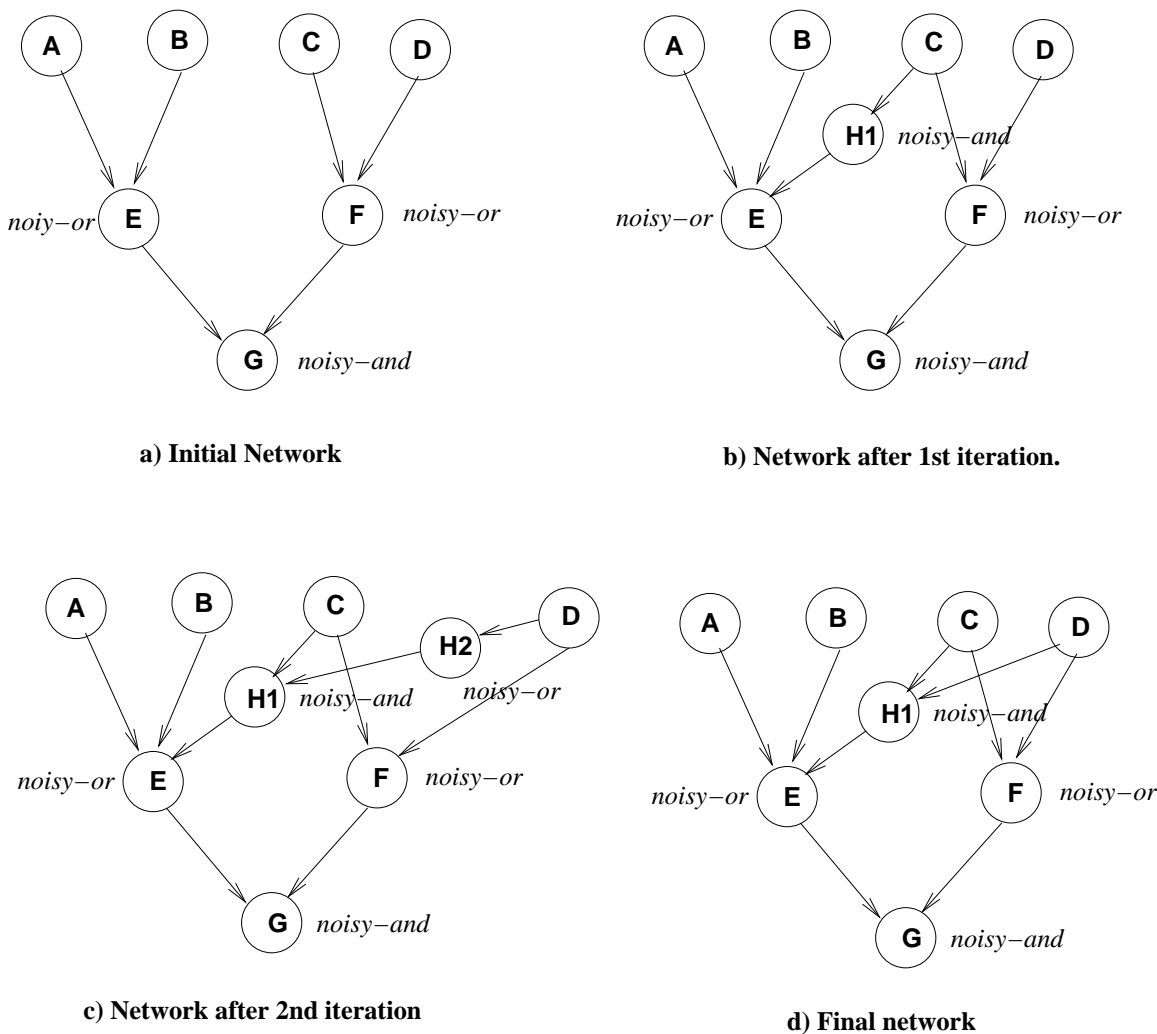 A B C D
noiy-or E F noisy-or
G noisy-and
a) Initial Network
A B C D
H1 noisy-and
noisy-or E F noisy-or
G noisy-and
b) Network after 1st iteration.
A B C D
H2
H1 noisy-and noisy-or
noisy-or E F noisy-or
G noisy-and
c) Network after 2nd iteration
A B C D
H1 noisy-and
noisy-or E F noisy-or
G noisy-and
d) Final network